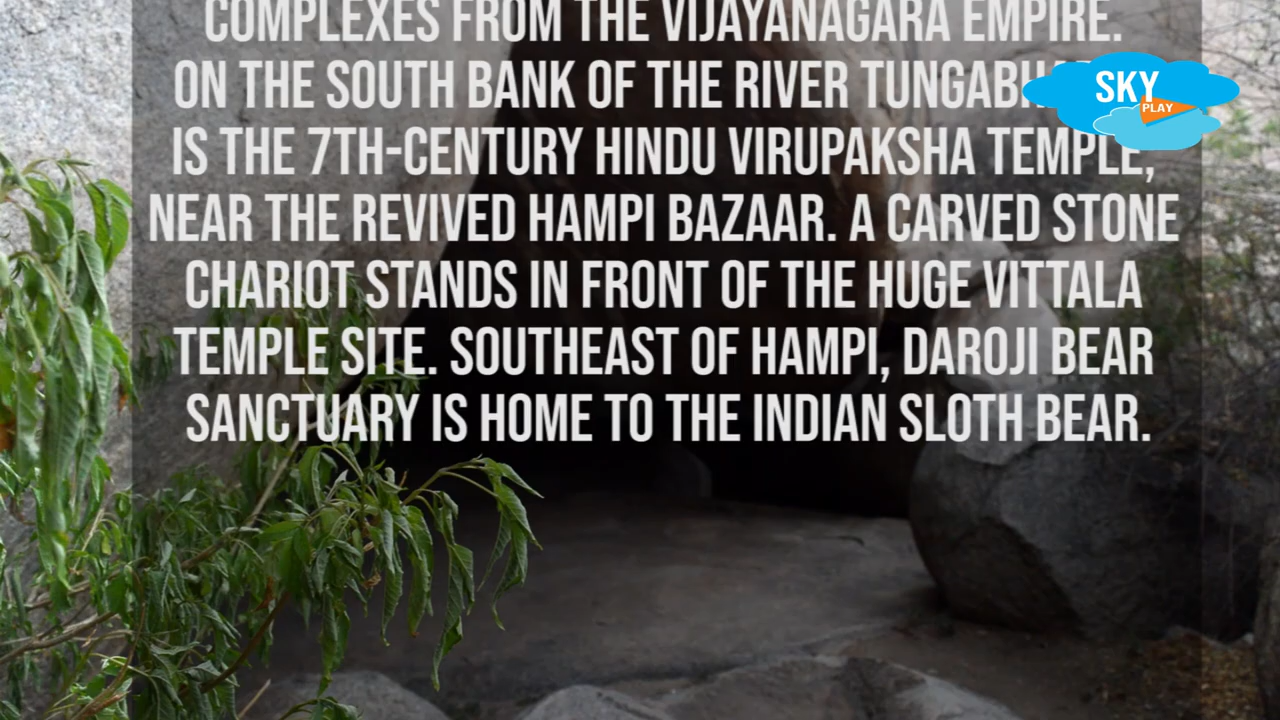 COMPLEXES FROM THE VIJAYANAGARA EMPIRE.
ON THE SOUTH BANK OF THE RIVER
IS THE 7TH-CENTURY HINDU VIRUPAKSHA TEMPLE,
NEAR THE REVIVED HAMPI BAZAAR. A CARVED STONE
CHARIOT STANDS IN FRONT OF THE HUGE VITTALA
TEMPLE SITE. SOUTHEAST OF HAMPI, DAROJI BEAR
SANCTUARY IS HOME TO THE INDIAN SLOTH BEAR.
SKY
PLAY